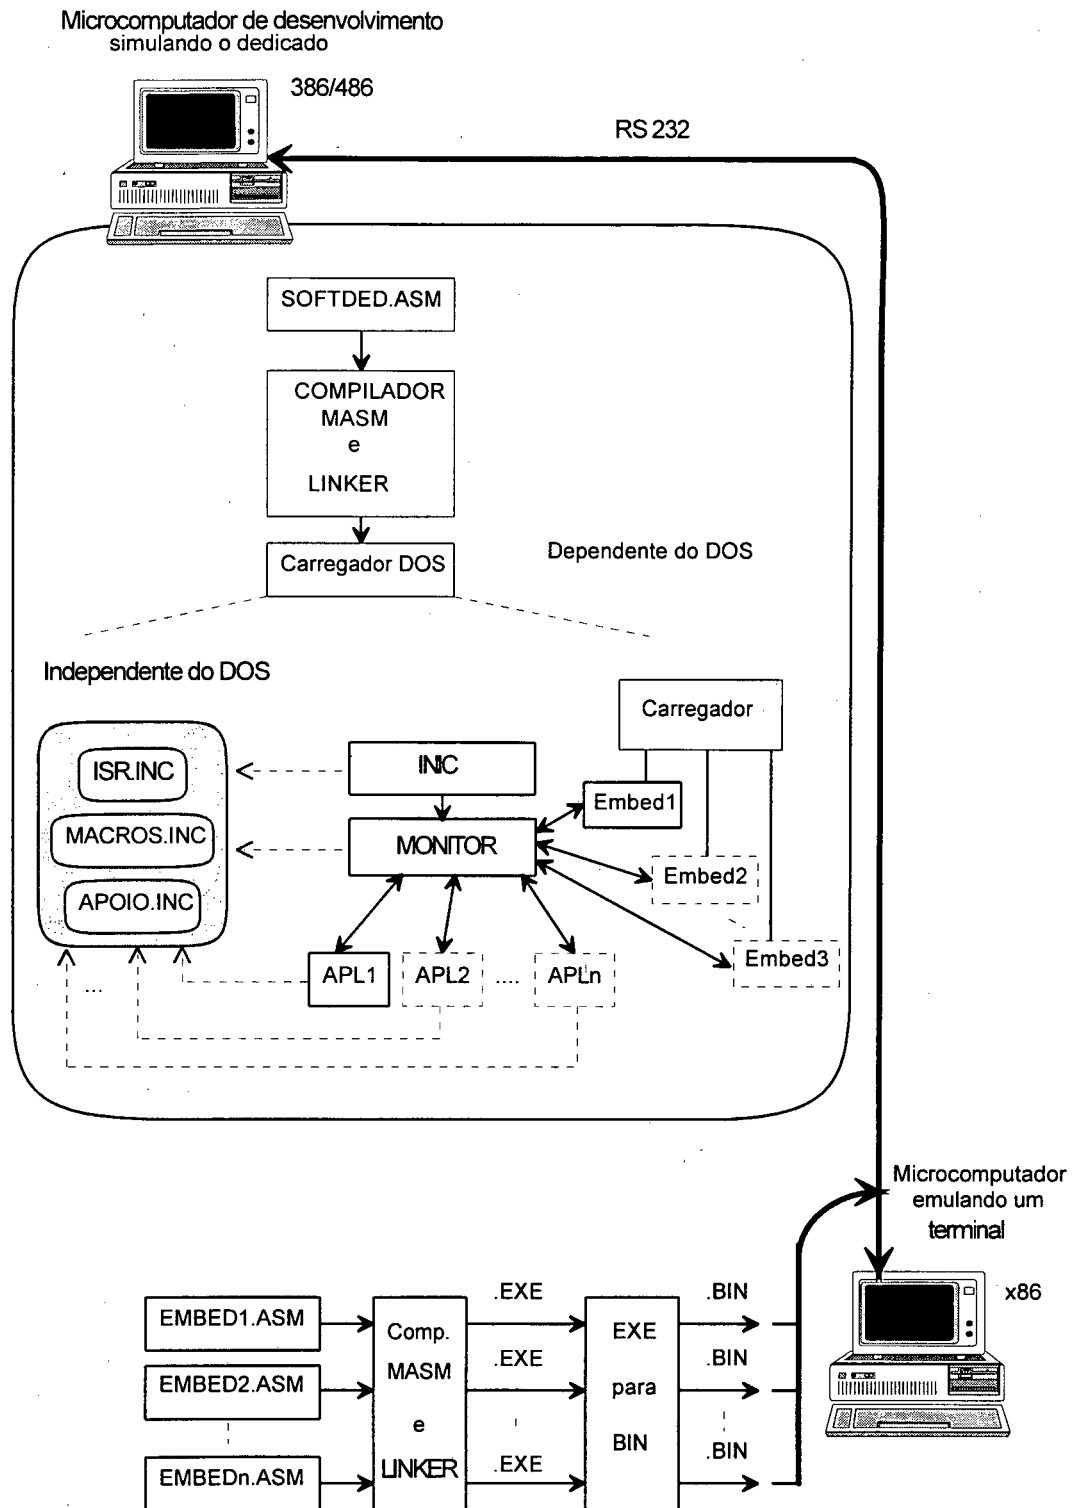 Microcomputador de desenvolvimento
simulando o dedicado
386/486
RS 232
SOFTDED.ASM
COMPILADOR
MASM
e
LINKER
Carregador DOS
Dependente do DOS
Independente do DOS
Carregador
ISR.INC
INIC
Embed1
MACROS.INC
MONITOR
Embed2
APOIO.INC
Embed3
APL1
APL2
....
APLn
...
Microcomputador
emulando um
terminal
x86
EMBED1.ASM
.EXE
.BIN
Comp.
MASM
e
LINKER
EXE
para
BIN
EMBED2.ASM
.EXE
.BIN
EMBEDn.ASM
.EXE
.BIN